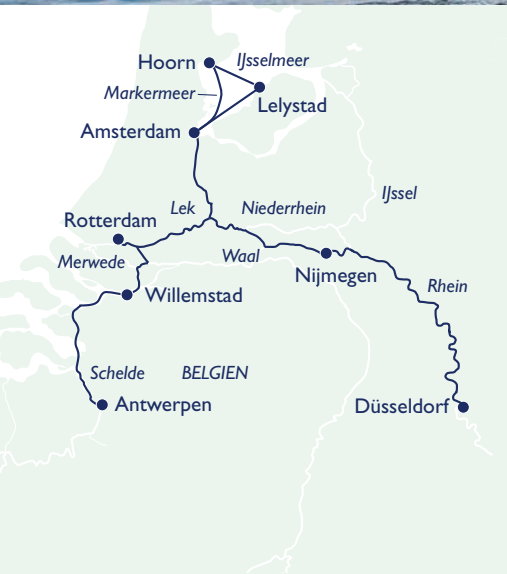 Hoorn
IJsselmeer
Markermeer
Lelystad
Amsterdam
IJssel
Lek
Niederrhein
Rotterdam
Waal
Merwede
Nijmegen
Rhein
Willemstad
Schelde
BELGIEN
Antwerpen
Düsseldorf